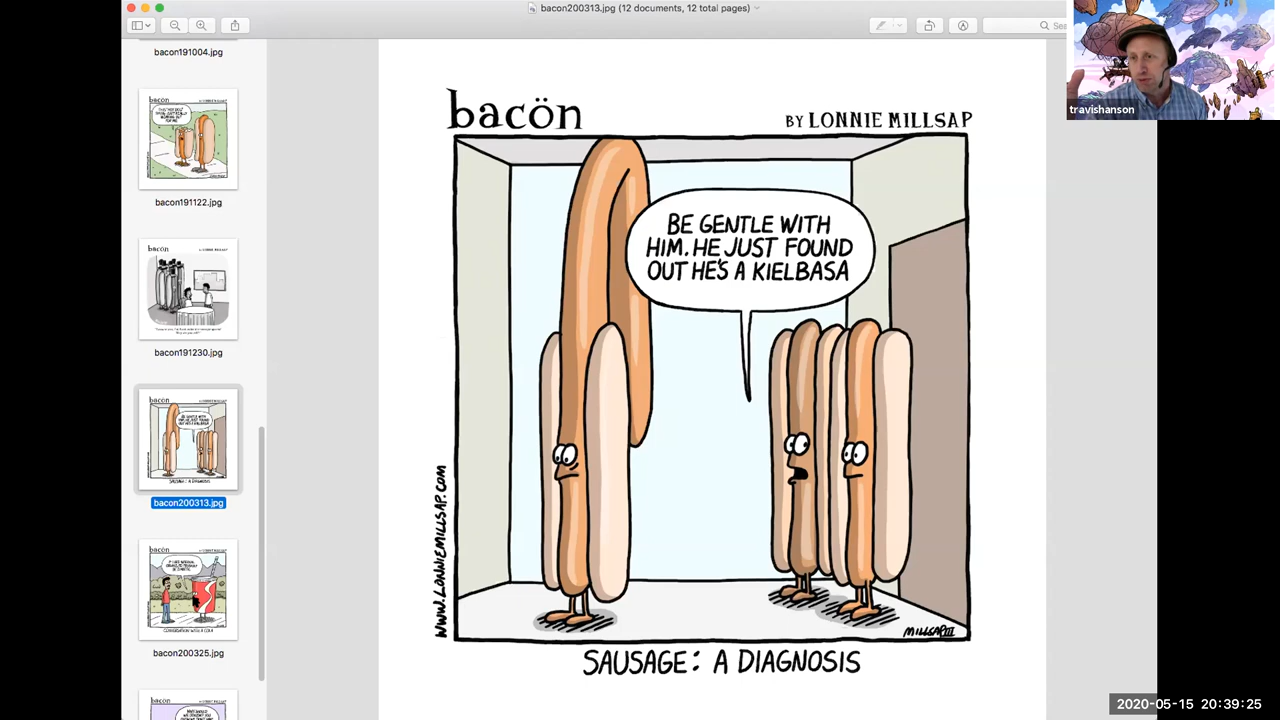 bacon200313.jpg (12 documents, 12 total pages)
travishanson
bacon191004.jpg
bacon191122.jpg
bacon191230.jpg
bacon200313.jpg
bacon200325.jpg
bacön
BY LONNIE MILLSAP
BE GENTLE WITH
HIM. HE JUST FOUND
OUT HE'S A KIELBASA
WWW.LONNIEMILLSAP.COM
MILLSAP III
SAUSAGE: A DIAGNOSIS
2020-05-15 20:39:25